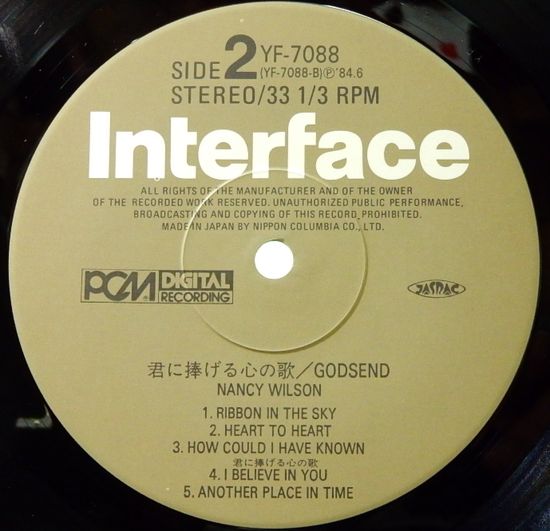 SIDE 2 YF-7088
(YF-7088-B)Ⓟ'84.6
STEREO/33 1/3 RPM
Interface
ALL RIGHTS OF THE MANUFACTURER AND OF THE OWNER
OF THE RECORDED WORK RESERVED. UNAUTHORIZED PUBLIC PERFORMANCE,
BROADCASTING AND COPYING OF THIS RECORD PROHIBITED.
MADE IN JAPAN BY NIPPON COLUMBIA CO., LTD.
PCM DIGITAL
RECORDING
JASRAC
君に捧げる心の歌／GODSEND
NANCY WILSON
1. RIBBON IN THE SKY
2. HEART TO HEART
3. HOW COULD I HAVE KNOWN
君に捧げる心の歌
4. I BELIEVE IN YOU
5. ANOTHER PLACE IN TIME